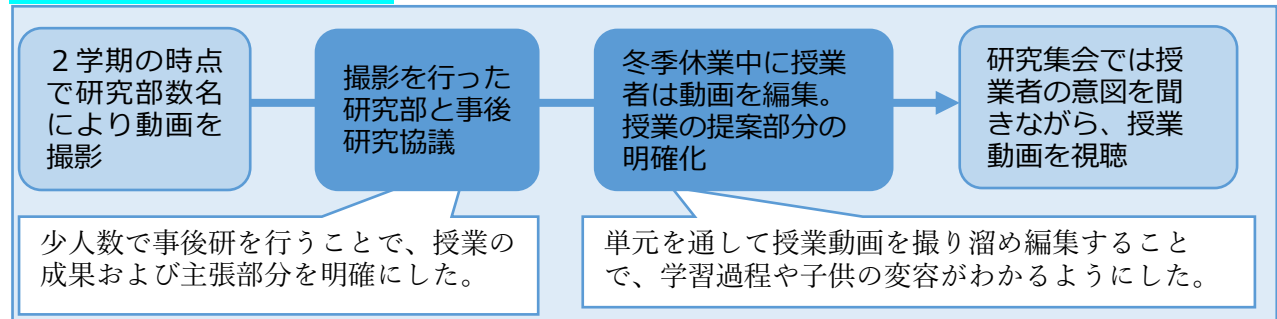 ２学期の時点
で研究部数名
により動画を
撮影
撮影を行った
研究部と事後
研究協議
冬季休業中に授業
者は動画を編集。
授業の提案部分の
明確化
研究集会では授
業者の意図を聞
きながら、授業
動画を視聴
少人数で事後研を行うことで、授業の
成果および主張部分を明確にした。
単元を通して授業動画を撮り溜め編集すること
で、学習過程や子供の変容がわかるようにした。